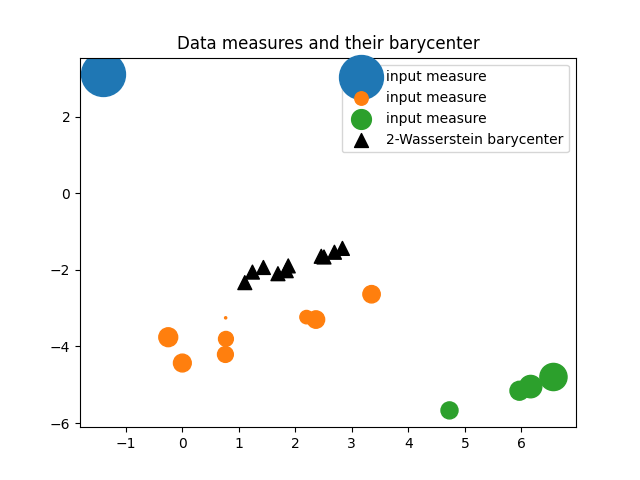 Data measures and their barycenter
input measure
input measure
input measure
2-Wasserstein barycenter
2
0
−2
−4
−6
−1 0 1 2 3 4 5 6